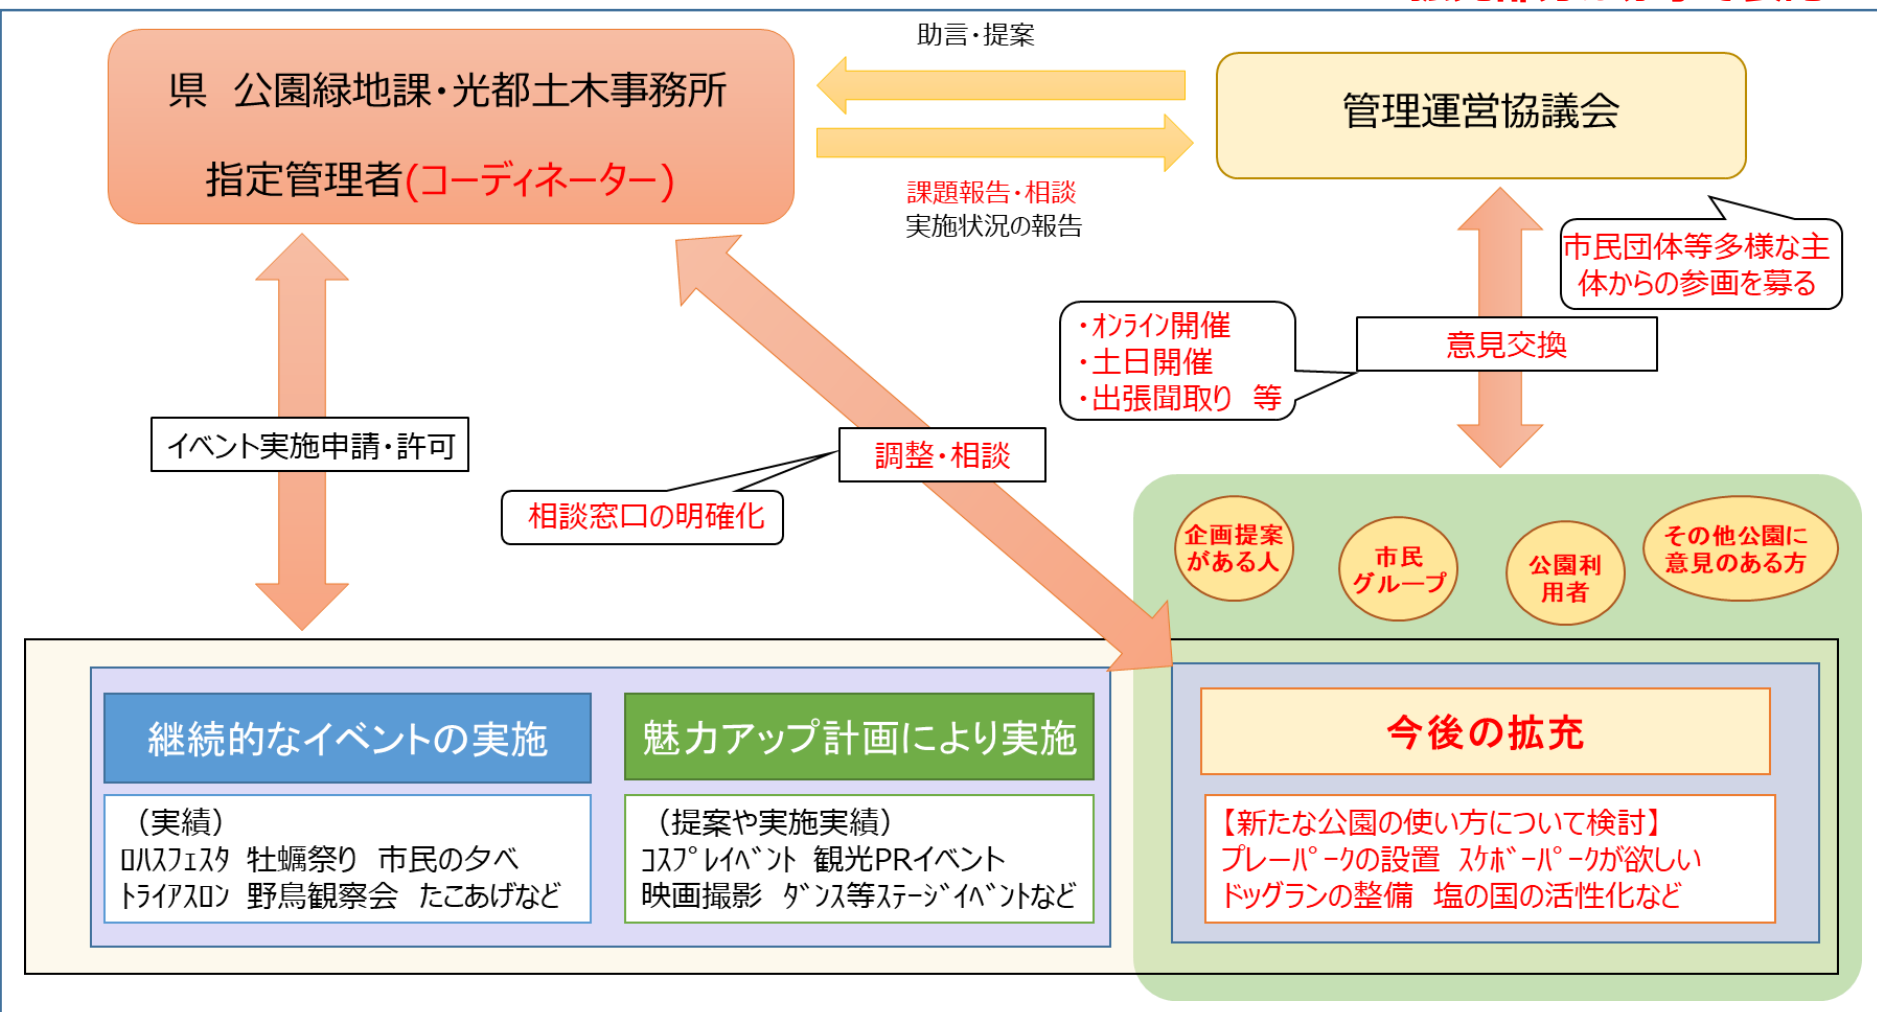 県 公園緑地課・光都土木事務所
指定管理者(コーディネーター)
助言・提案
課題報告・相談
実施状況の報告
管理運営協議会
市民団体等多様な主
体からの参画を募る
・ｵﾝﾗｲﾝ開催
・土日開催
・出張聞取り 等
意見交換
イベント実施申請・許可
調整・相談
相談窓口の明確化
企画提案
がある人
市民
グループ
公園利
用者
その他公園に
意見のある方
継続的なイベントの実施
（実績）
ﾛﾊｽﾌｪｽﾀ 牡蠣祭り 市民の夕べ
ﾄﾗｲｱｽﾛﾝ 野鳥観察会 たこあげなど
魅力アップ計画により実施
（提案や実施実績）
ｺｽﾌﾟﾚｲﾍﾞﾝﾄ 観光PRイベント
映画撮影 ﾀﾞﾝｽ等ｽﾃｰｼﾞｲﾍﾞﾝﾄなど
今後の拡充
【新たな公園の使い方について検討】
プレーﾊﾟｰクの設置 ｽｹﾎﾞｰﾊﾟｰクが欲しい
ドッグランの整備 塩の国の活性化など